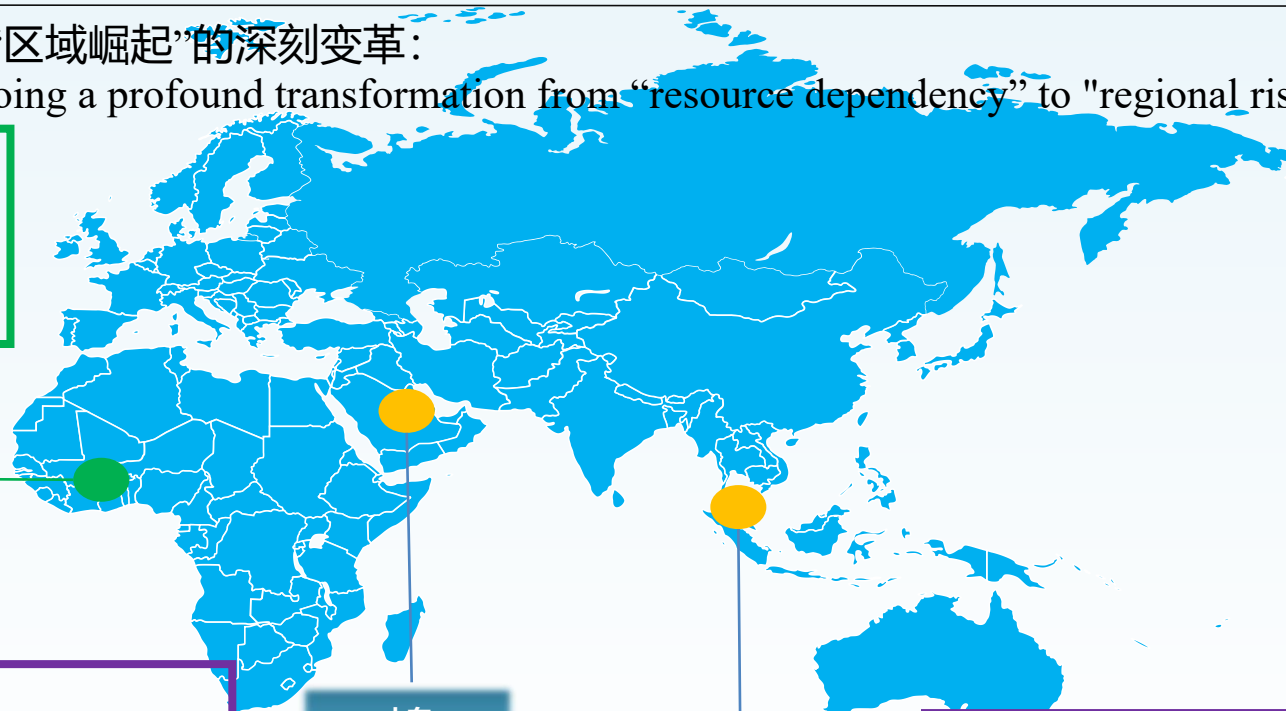 区域崛起”的深刻变革：
oing a profound transformation from “resource dependency” to "regional ris